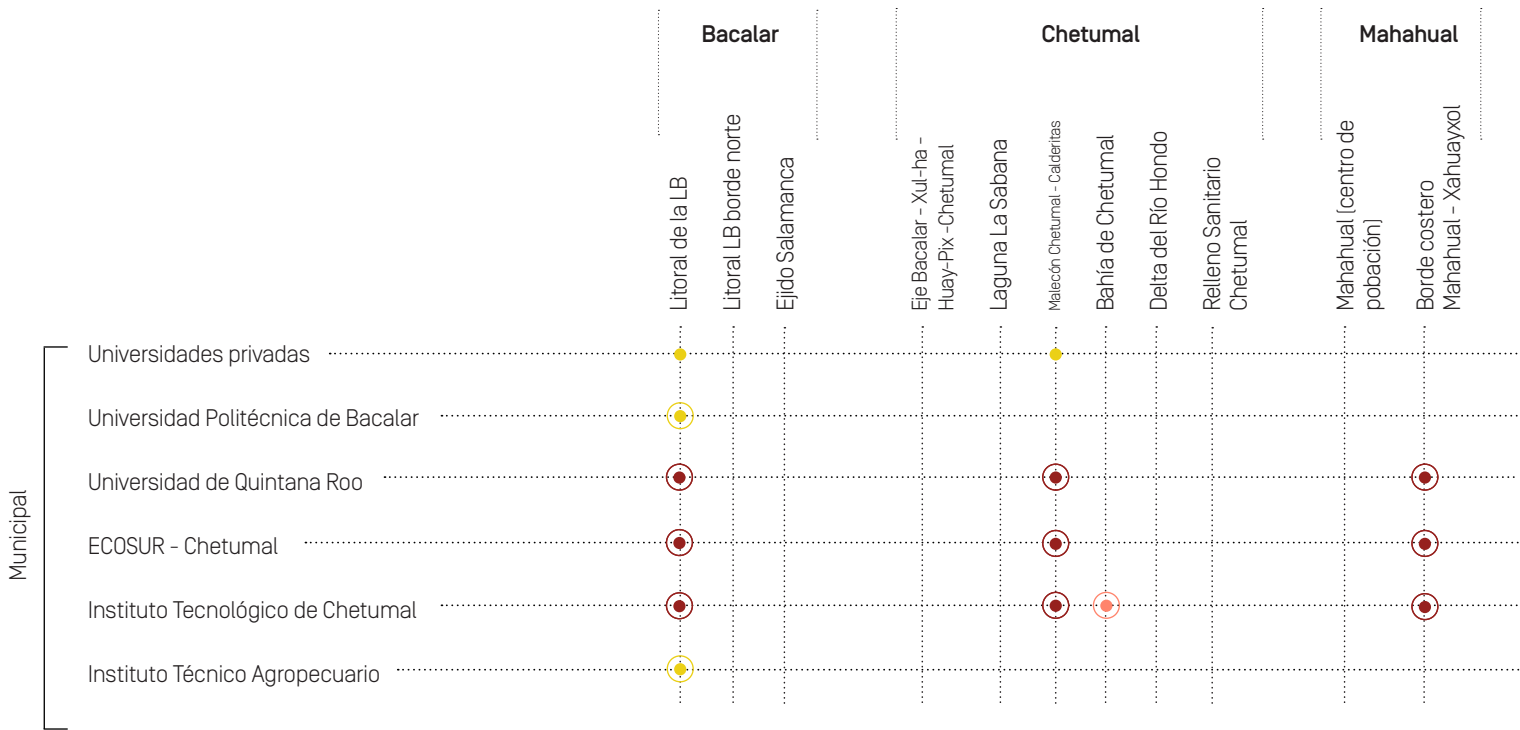 Bacalar
Chetumal
Mahahual
Litoral de la LB
Litoral LB borde norte
Ejido Salamanca
Eje Bacalar - Xul-ha -
Huay-Pix -Chetumal
Laguna La Sabana
Malecón Chetumal - Calderitas
Bahía de Chetumal
Delta del Río Hondo
Relleno Sanitario
Chetumal
Mahahual (centro de
pobación)
Borde costero
Mahahual - Xahuayxol
Municipal
Universidades privadas
Universidad Politécnica de Bacalar
Universidad de Quintana Roo
ECOSUR - Chetumal
Instituto Tecnológico de Chetumal
Instituto Técnico Agropecuario